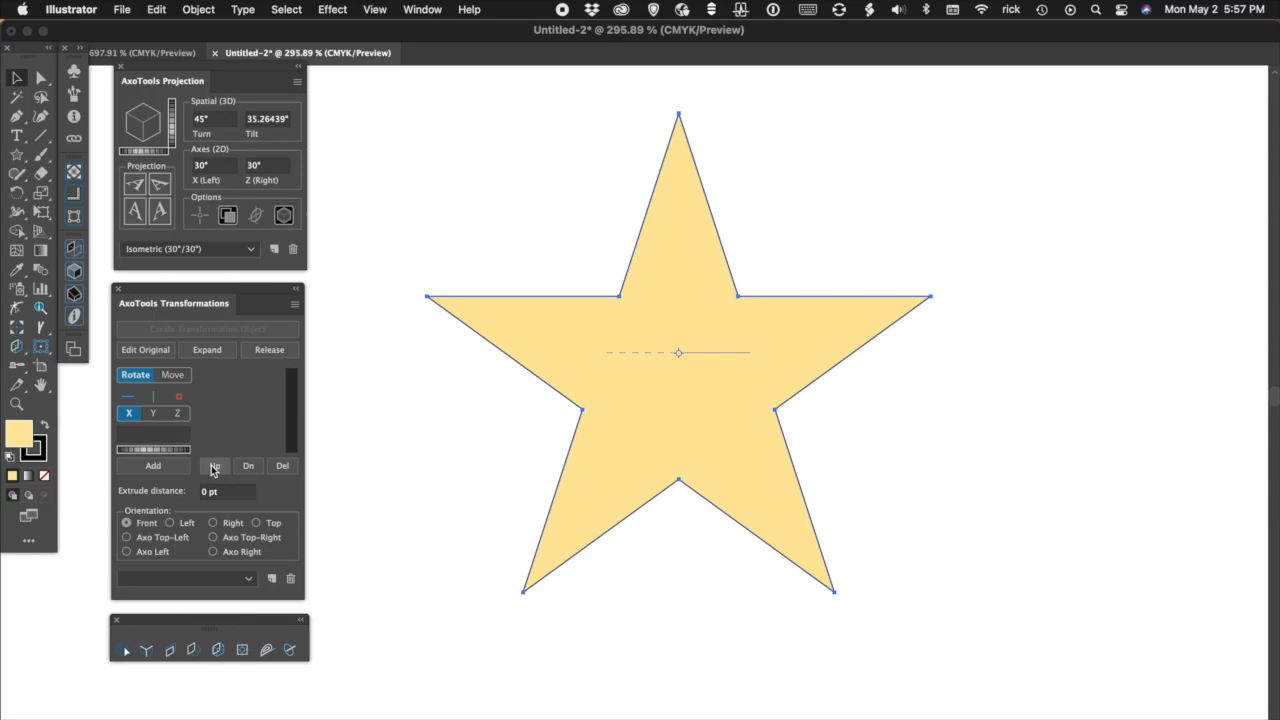 Illustrator File Edit Object Type Select Effect View Window Help rick Mon May 2 5:57 PM
Untitled-2* @ 295.89 % (CMYK/Preview)
697.91 % (CMYK/Preview) Untitled-2* @ 295.89 % (CMYK/Preview)
AxoTools Projection
Spatial (3D)
45° 35.26439°
Turn Tilt
Axes (2D)
Projection 30° 30°
X (Left) Z (Right)
Options
Isometric (30°/30°)
AxoTools Transformations
Create Transformation Object
Edit Original Expand Release
Rotate Move
X Y Z
Add Up Dn Del
Extrude distance: 0 pt
Orientation:
Front Left Right Top
Axo Top-Left Axo Top-Right
Axo Left Axo Right